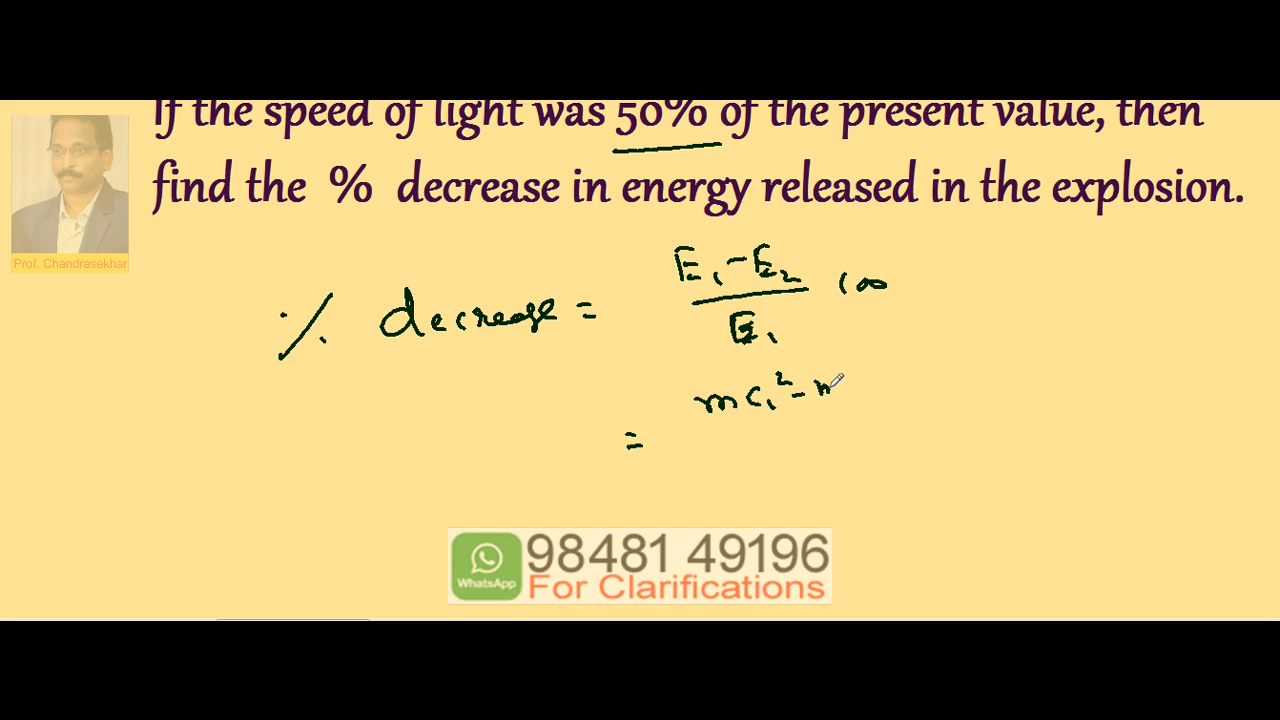 If the speed of light was 50% of the present value, then
find the % decrease in energy released in the explosion.
Prof. Chandrasekhar
% decrease = E₁ - E₂ / E₁ 100
= mc₁² - m
WhatsApp
98481 49196
For Clarifications